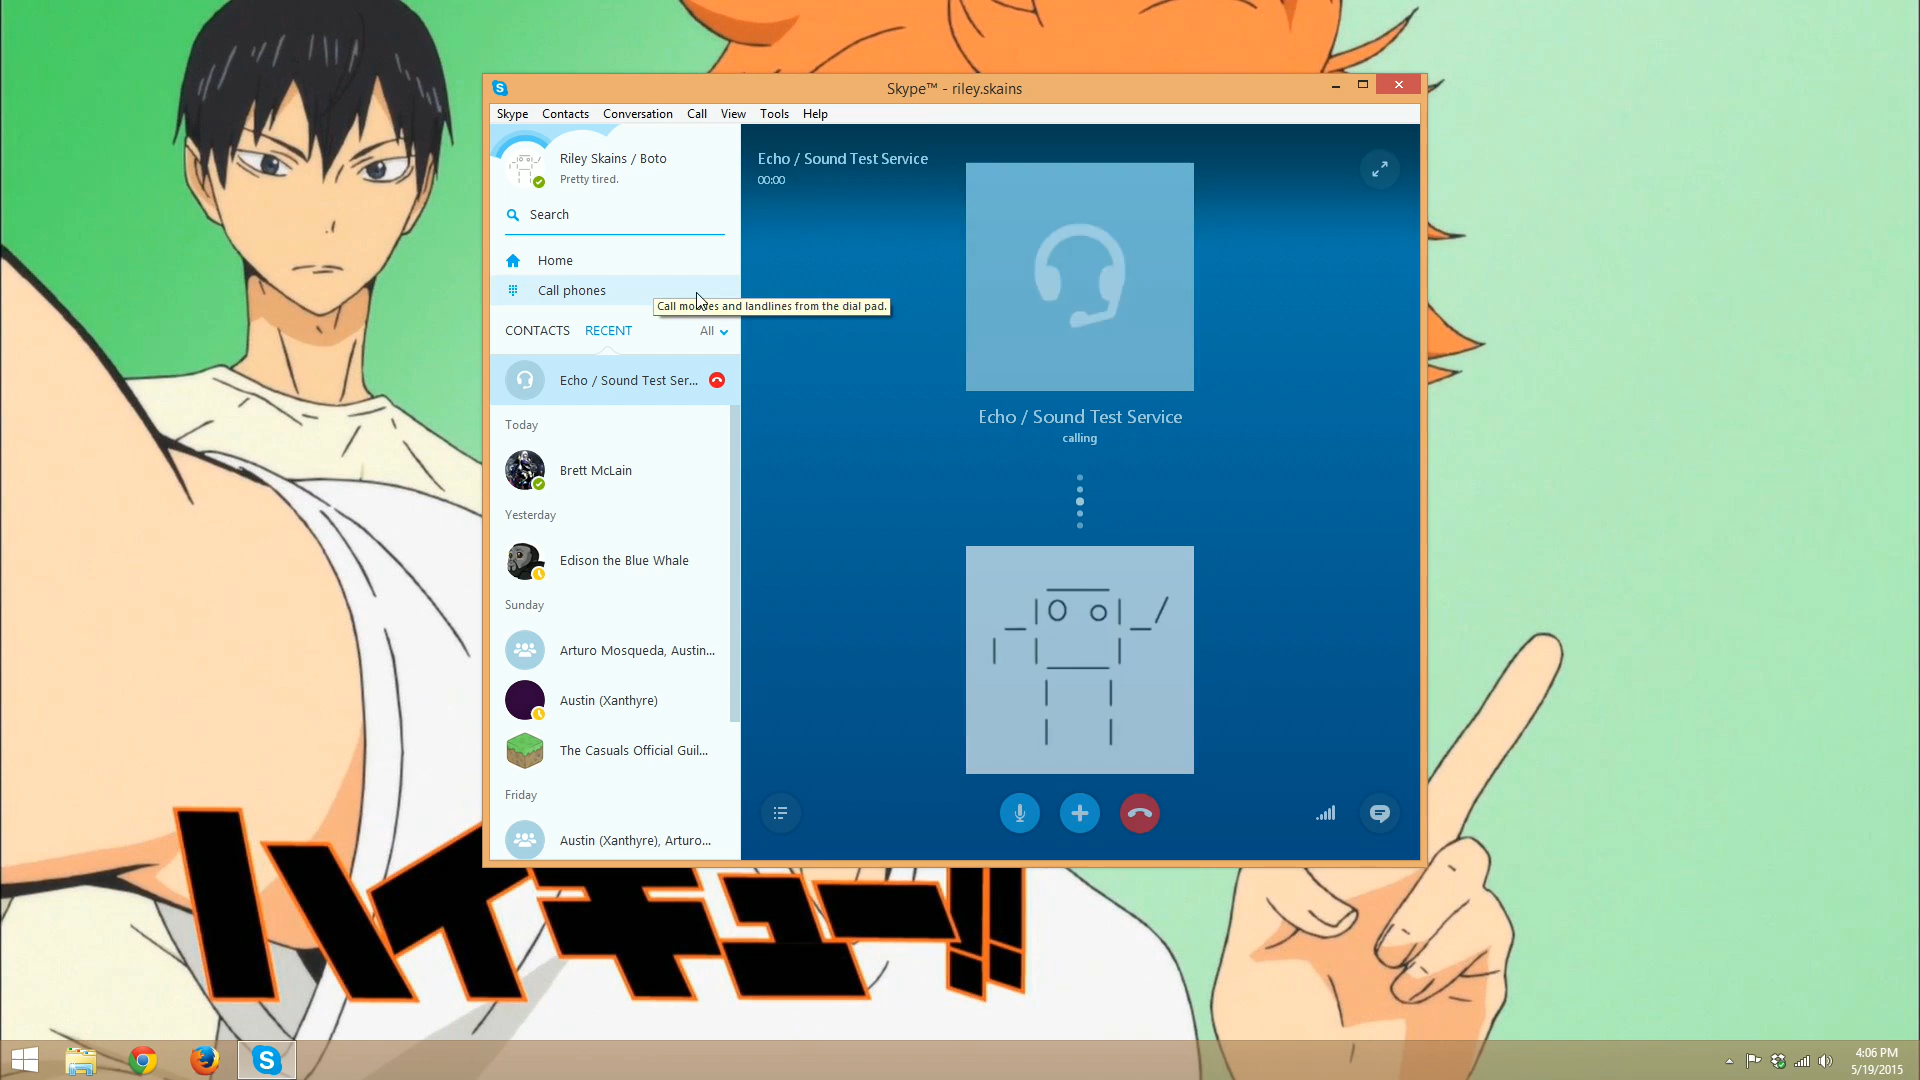 Skype™ - riley.skains
Skype Contacts Conversation Call View Tools Help
Riley Skains / Boto
Pretty tired.
Search
Home
Call phones
Call mobiles and landlines from the dial pad.
CONTACTS RECENT All
Echo / Sound Test Ser...
Today
Brett McLain
Yesterday
Edison the Blue Whale
Sunday
Arturo Mosqueda, Austin...
Austin (Xanthyre)
The Casuals Official Guil...
Friday
Austin (Xanthyre), Arturo...
Echo / Sound Test Service
00:00
Echo / Sound Test Service
calling
ハイキュー!!
4:06 PM
5/19/2015